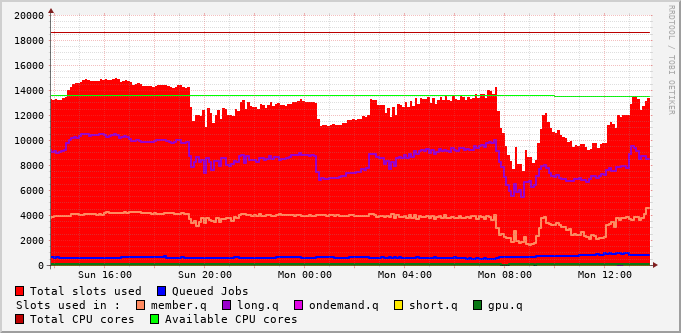 20000
18000
16000
14000
12000
10000
8000
6000
4000
2000
0
Sun 16:00 Sun 20:00 Mon 00:00 Mon 04:00 Mon 08:00 Mon 12:00
RRDTOOL / TOBI OETIKER
Total slots used Queued Jobs
Slots used in : member.q long.q ondemand.q short.q gpu.q
Total CPU cores Available CPU cores